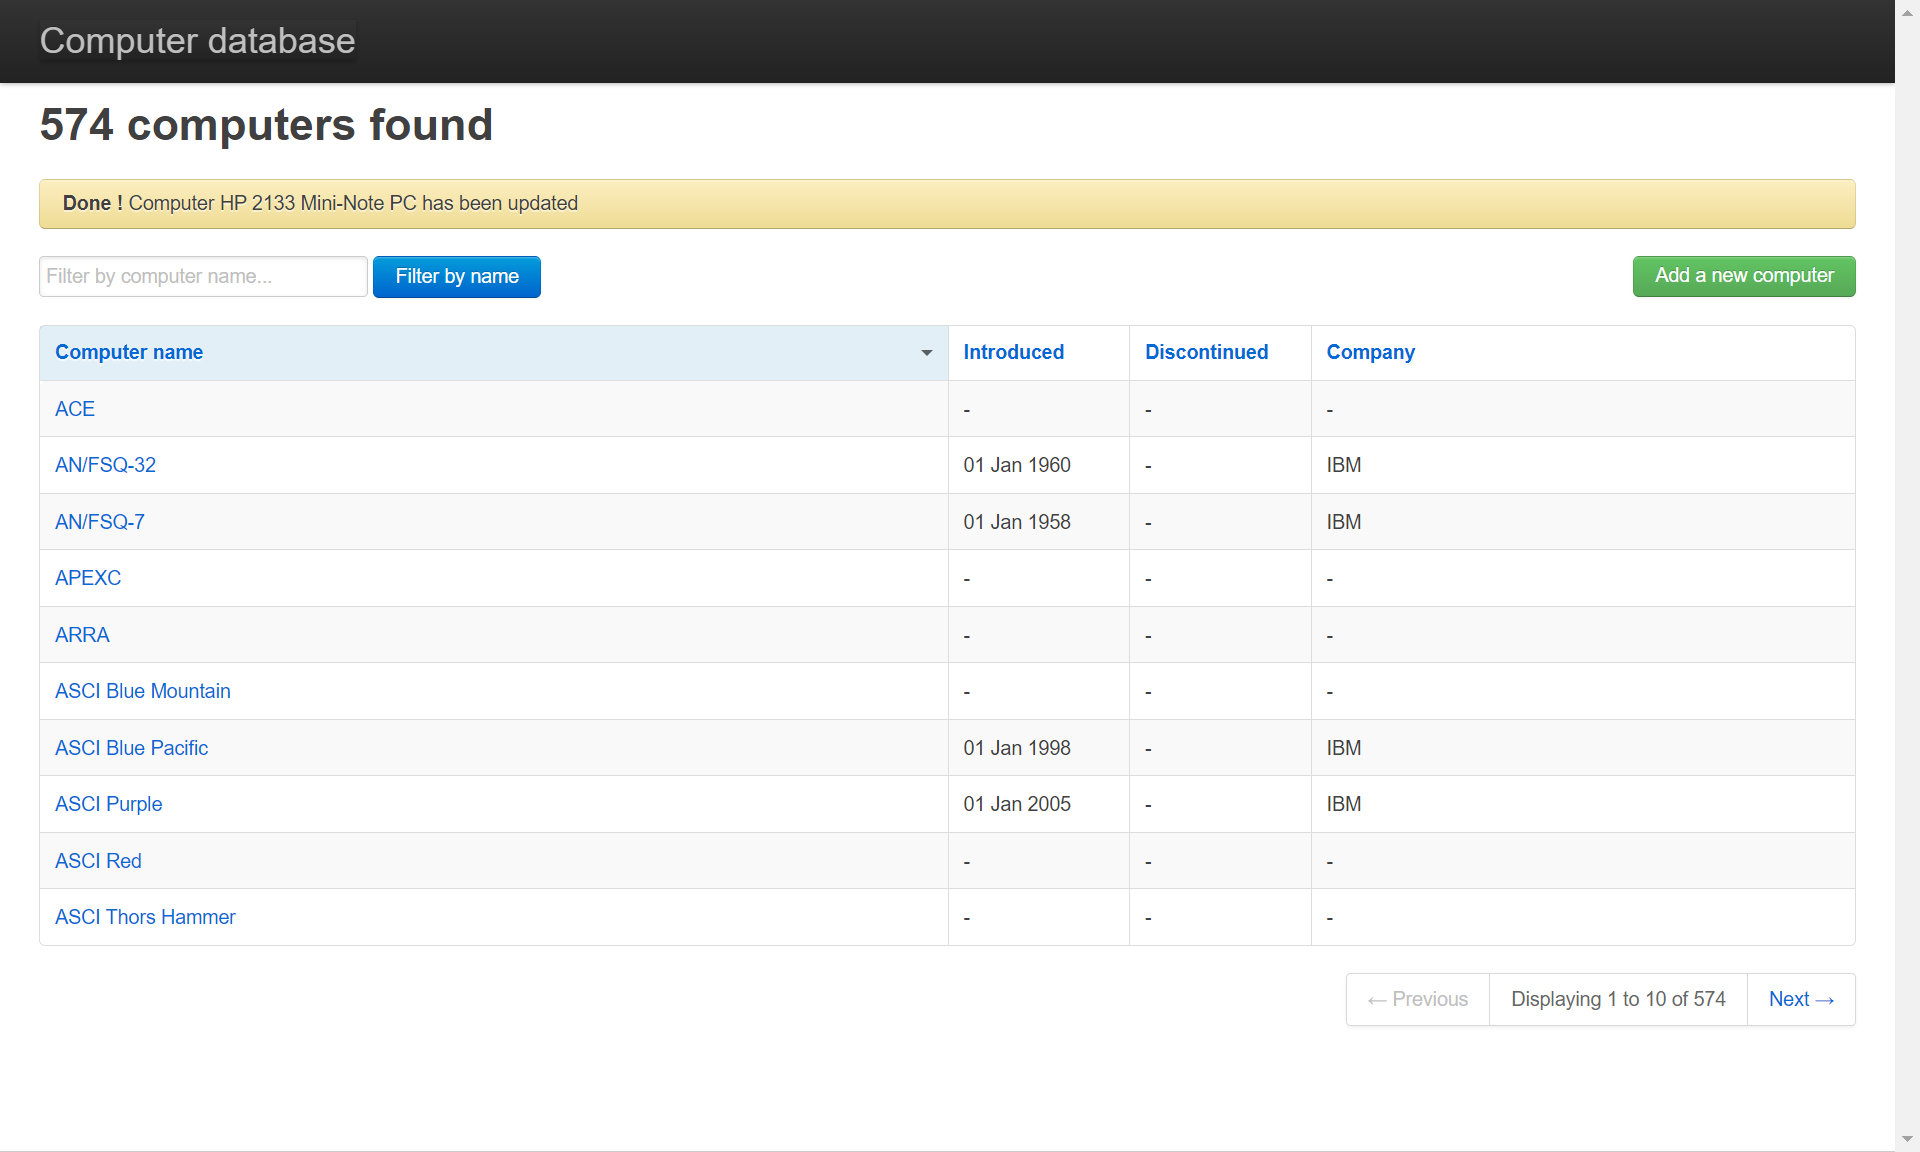 Computer database
574 computers found
Done ! Computer HP 2133 Mini-Note PC has been updated
Filter by computer name... Filter by name Add a new computer
Computer name Introduced Discontinued Company
ACE - - -
AN/FSQ-32 01 Jan 1960 - IBM
AN/FSQ-7 01 Jan 1958 - IBM
APEXC - - -
ARRA - - -
ASCI Blue Mountain - - -
ASCI Blue Pacific 01 Jan 1998 - IBM
ASCI Purple 01 Jan 2005 - IBM
ASCI Red - - -
ASCI Thors Hammer - - -
← Previous Displaying 1 to 10 of 574 Next →